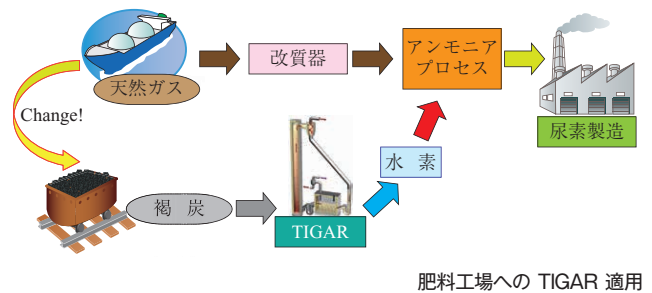 天然ガス
改質器
アンモニア
プロセス
尿素製造
Change!
褐 炭
TIGAR
水 素
肥料工場への TIGAR 適用